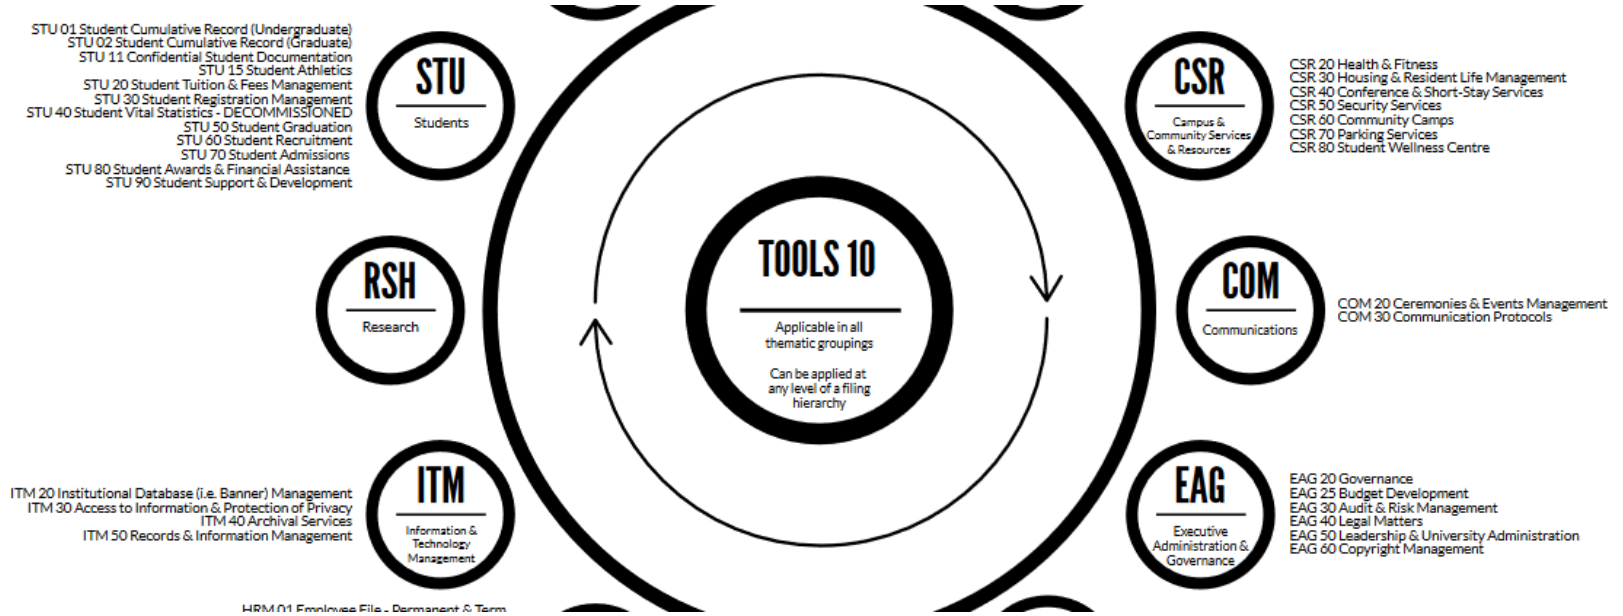 STU 01 Student Cumulative Record (Undergraduate)
STU 02 Student Cumulative Record (Graduate)
STU 11 Confidential Student Documentation
STU 15 Student Athletics
STU 20 Student Tuition & Fees Management
STU 30 Student Registration Management
STU 40 Student Vital Statistics - DECOMMISSIONED
STU 50 Student Graduation
STU 60 Student Recruitment
STU 70 Student Admissions
STU 80 Student Awards & Financial Assistance
STU 90 Student Support & Development
STU
Students
CSR
Campus &
Community Services
& Resources
CSR 20 Health & Fitness
CSR 30 Housing & Resident Life Management
CSR 40 Conference & Short-Stay Services
CSR 50 Security Services
CSR 60 Community Camps
CSR 70 Parking Services
CSR 80 Student Wellness Centre
RSH
Research
TOOLS 10
Applicable in all
thematic groupings
Can be applied at
any level of a filing
hierarchy
COM
Communications
COM 20 Ceremonies & Events Management
COM 30 Communication Protocols
ITM 20 Institutional Database (i.e. Banner) Management
ITM 30 Access to Information & Protection of Privacy
ITM 40 Archival Services
ITM 50 Records & Information Management
ITM
Information &
Technology
Management
EAG
Executive
Administration &
Governance
EAG 20 Governance
EAG 25 Budget Development
EAG 30 Audit & Risk Management
EAG 40 Legal Matters
EAG 50 Leadership & University Administration
EAG 60 Copyright Management
HRM 01 Employee File - Permanent & Term